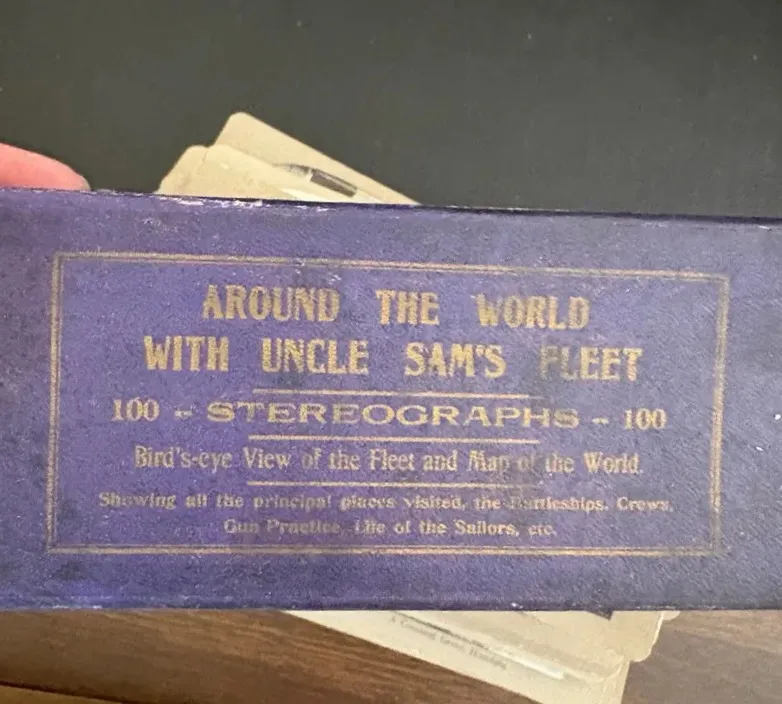 AROUND THE WORLD
WITH UNCLE SAM'S FLEET
100 - STEREOGRAPHS - 100
Bird's-eye View of the Fleet and Map of the World.
Showing all the principal places visited, the Battleships, Crews,
Gun Practice, Life of the Sailors, etc.